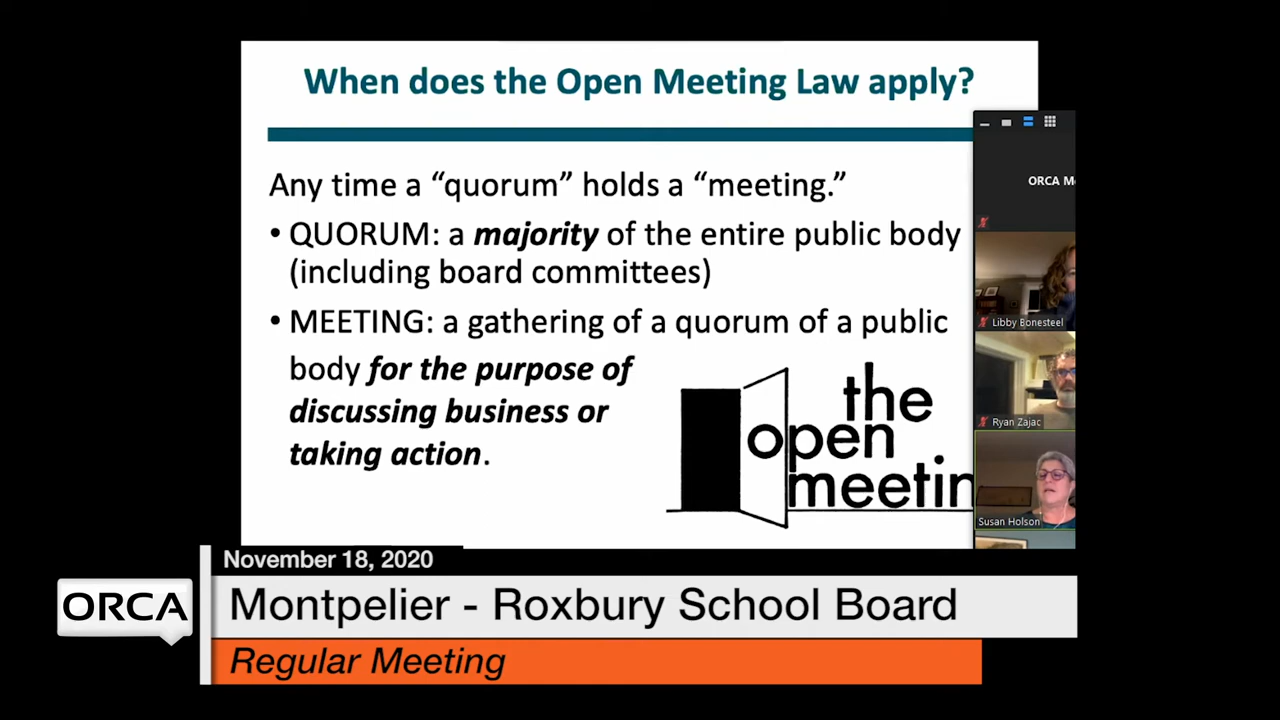 When does the Open Meeting Law apply?
Any time a “quorum” holds a “meeting.”
• QUORUM: a majority of the entire public body
(including board committees)
• MEETING: a gathering of a quorum of a public
body for the purpose of
discussing business or
taking action.
the
open
meetin
ORCA M
Libby Bonesteel
Ryan Zajac
Susan Holson
November 18, 2020
ORCA
Montpelier - Roxbury School Board
Regular Meeting